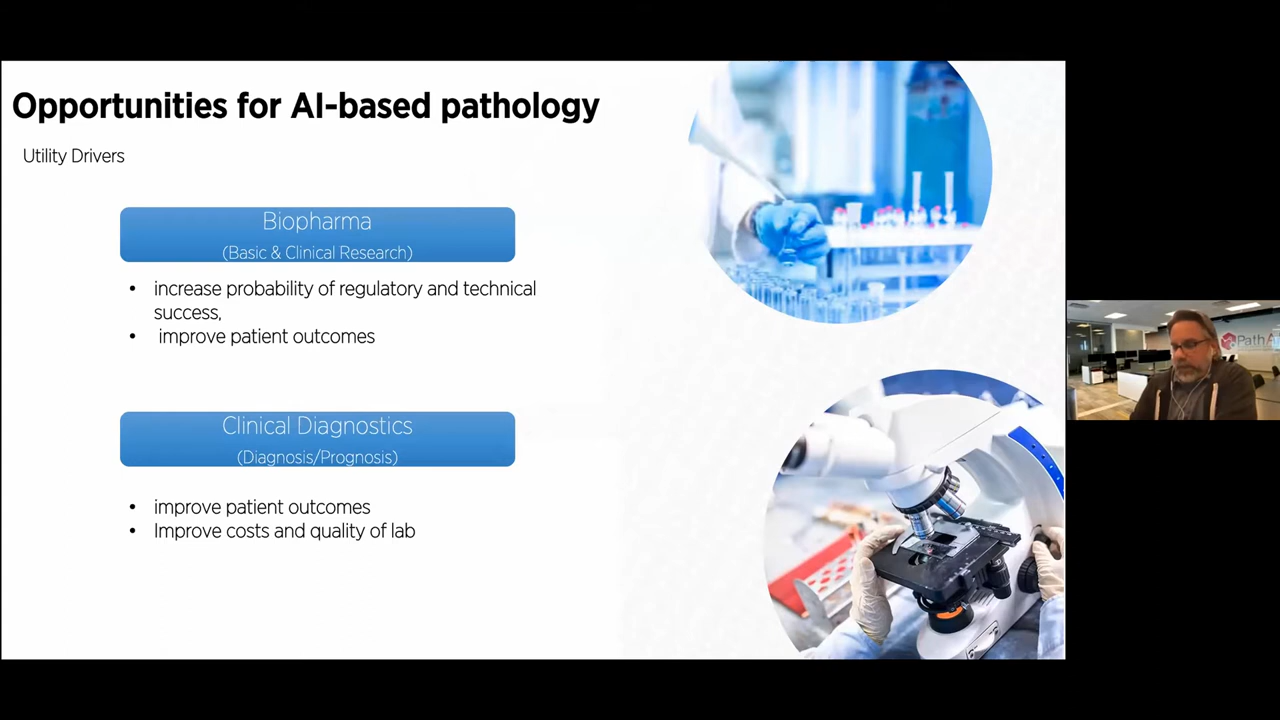 Opportunities for AI-based pathology
Utility Drivers
Biopharma
(Basic & Clinical Research)
• increase probability of regulatory and technical
success,
• improve patient outcomes
Clinical Diagnostics
(Diagnosis/Prognosis)
• improve patient outcomes
• Improve costs and quality of lab
PathA